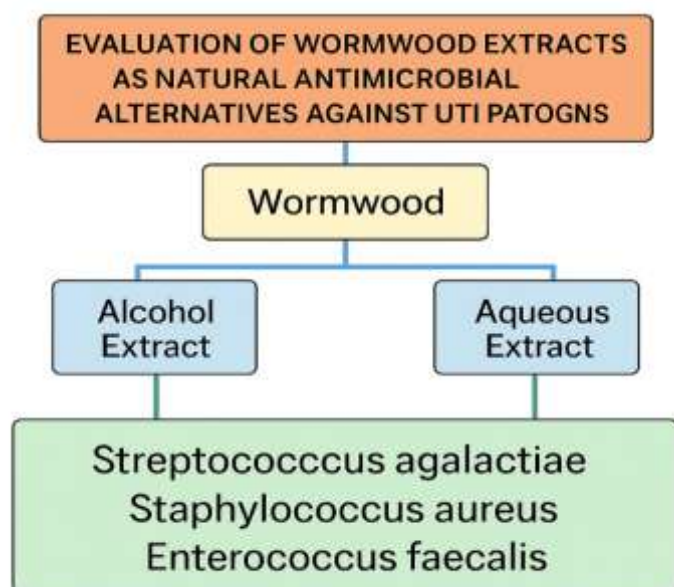 EVALUATION OF WORMWOOD EXTRACTS
AS NATURAL ANTIMICROBIAL
ALTERNATIVES AGAINST UTI PATOGNS
Wormwood
Alcohol
Extract
Aqueous
Extract
Streptococccus agalactiae
Staphylococcus aureus
Enterococcus faecalis